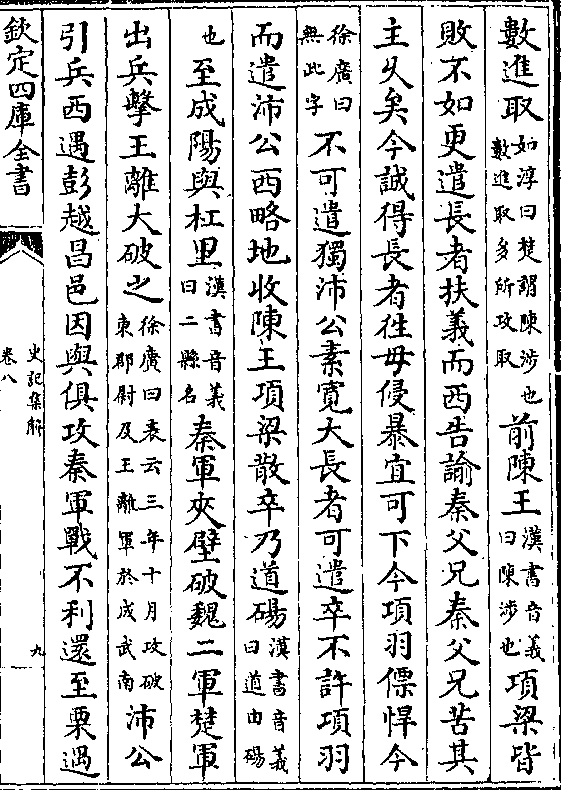 數進取如淳曰楚謂陳涉也數進取多所攻取前陳王漢書音義曰陳涉也項梁皆
敗不如更遣長者扶義而西告諭秦父兄秦父兄苦其
主乆矣今誠得長者徃毋侵暴宜可下今項羽僄悍今
徐廣曰無此字不可遣獨沛公素寛大長者可遣卒不許項羽
而遣沛公西略地收陳王項梁散卒乃道碭漢書音義曰道由碭
也至成陽與杠里漢書音義曰二縣名秦軍夾壁破魏二軍楚軍
出兵擊王離大破之徐廣曰表云三年十月攻破東郡尉及王離軍於成武南沛公
引兵西遇彭越昌邑因與俱攻秦軍戰不利還至栗遇
欽定四庫全書
史記集解
卷八
九